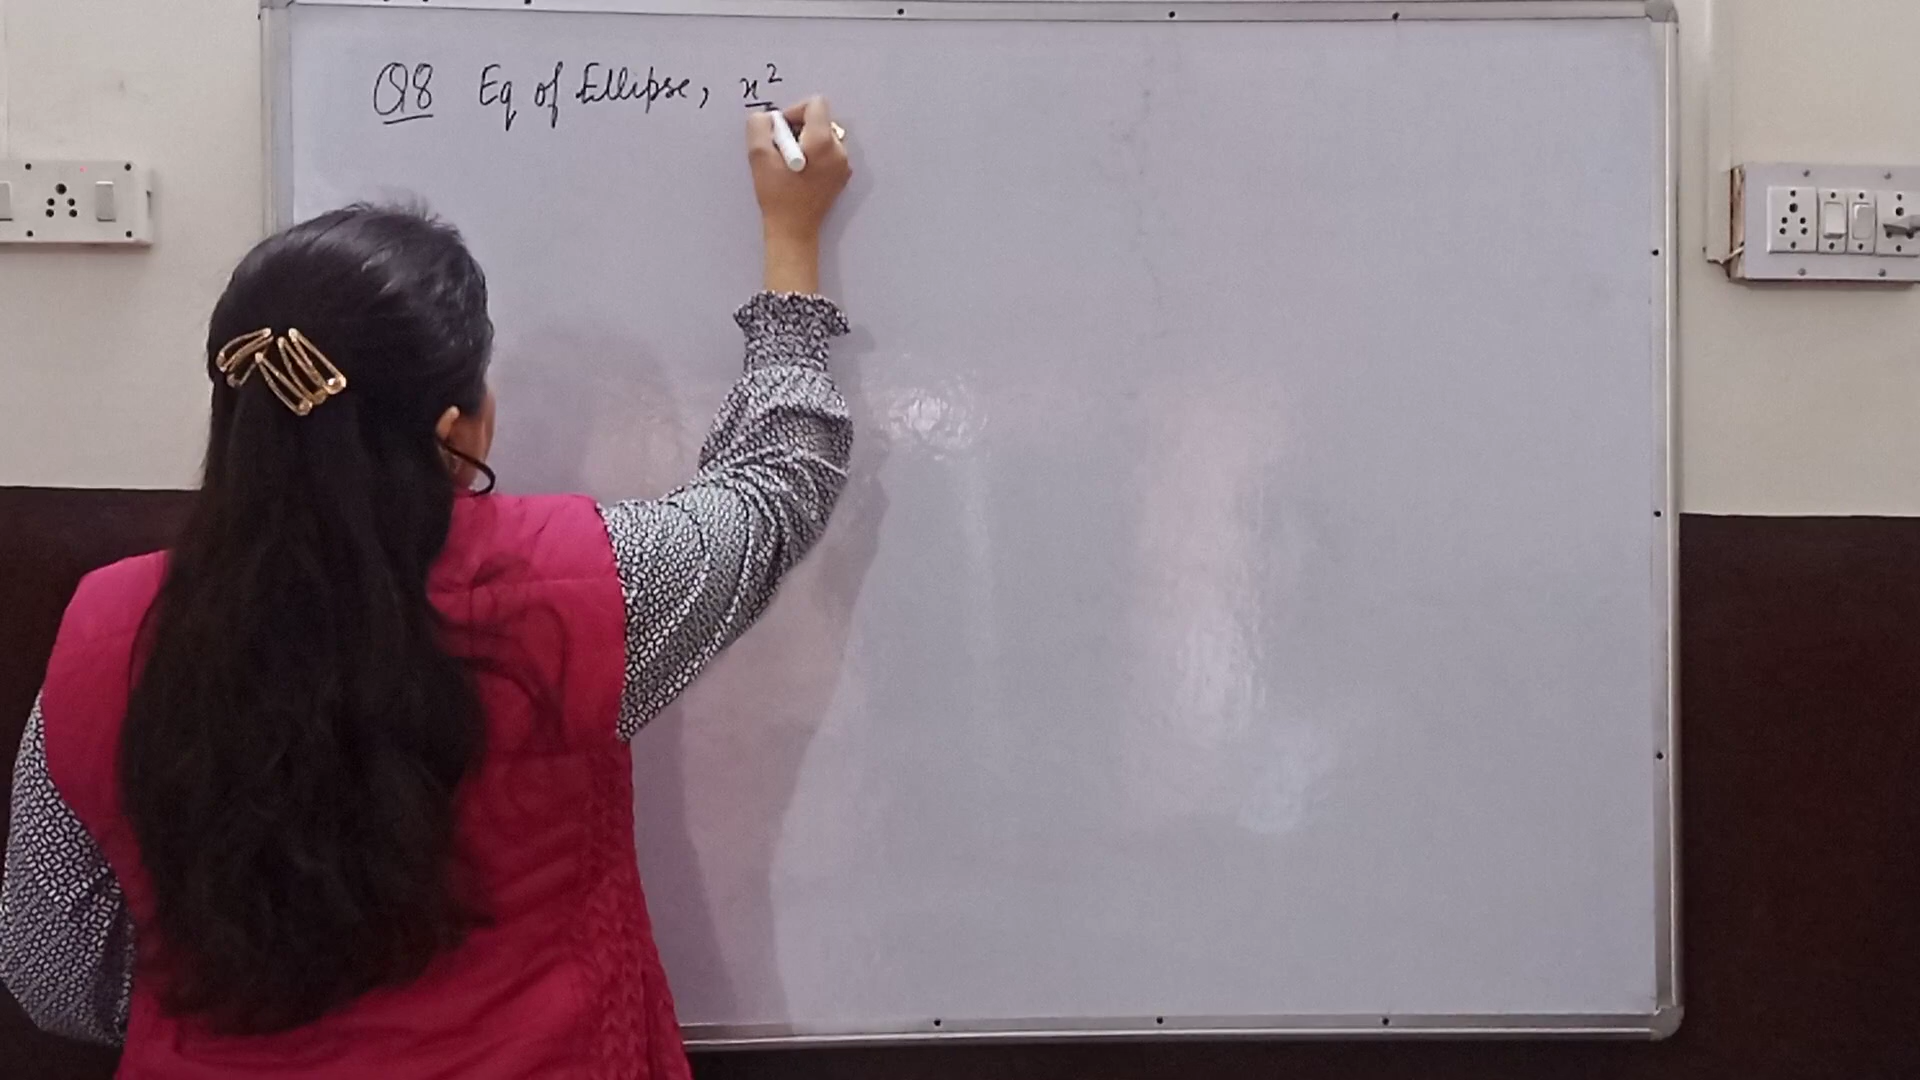 Q8 Eq of Ellipse, x²